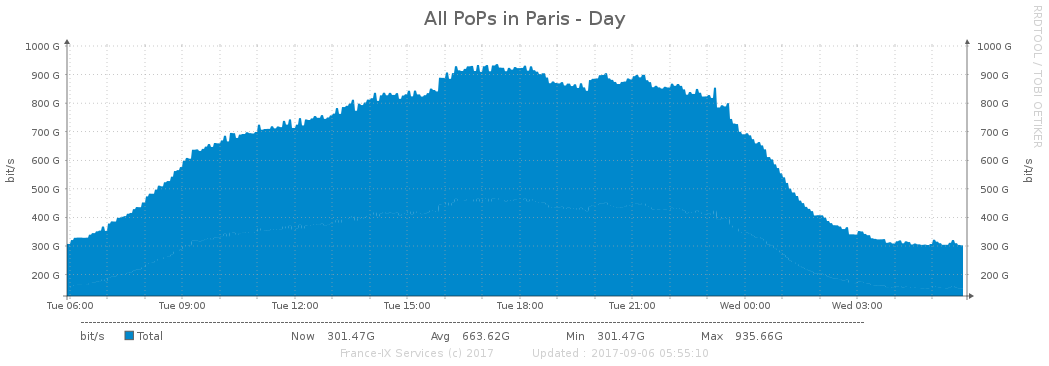 All PoPs in Paris - Day
RRDTOOL / TOBI OETIKER
bit/s
1000 G
900 G
800 G
700 G
600 G
500 G
400 G
300 G
200 G
1000 G
900 G
800 G
700 G
600 G
500 G
400 G
300 G
200 G
bit/s
Tue 06:00 Tue 09:00 Tue 12:00 Tue 15:00 Tue 18:00 Tue 21:00 Wed 00:00 Wed 03:00
bit/s Total Now 301.47G Avg 663.62G Min 301.47G Max 935.66G
France-IX Services (c) 2017 Updated : 2017-09-06 05:55:10